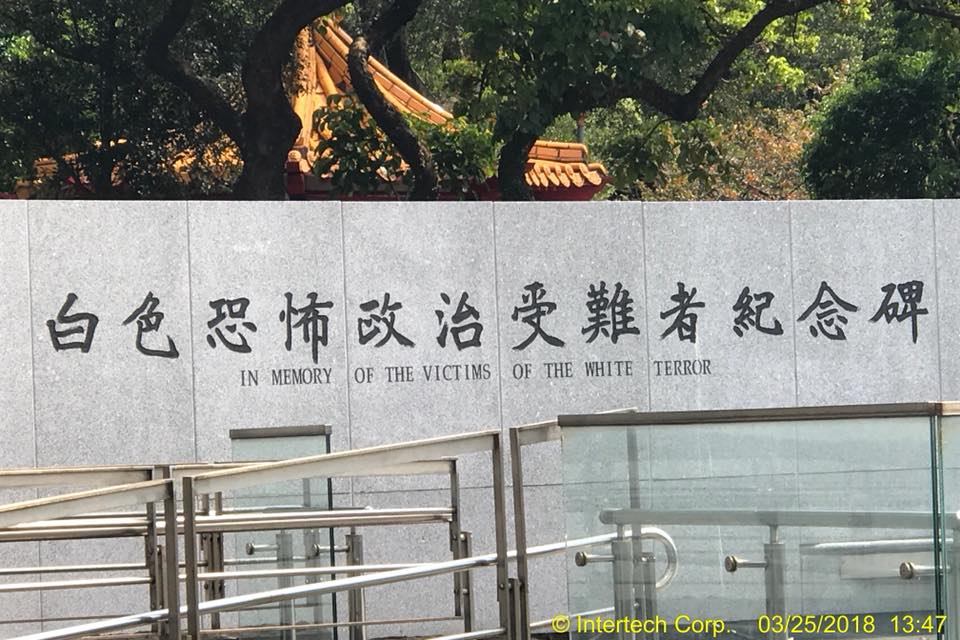 白色恐怖政治受難者紀念碑
IN MEMORY OF THE VICTIMS OF THE WHITE TERROR
© Intertech Corp.. 03/25/2018 13:47